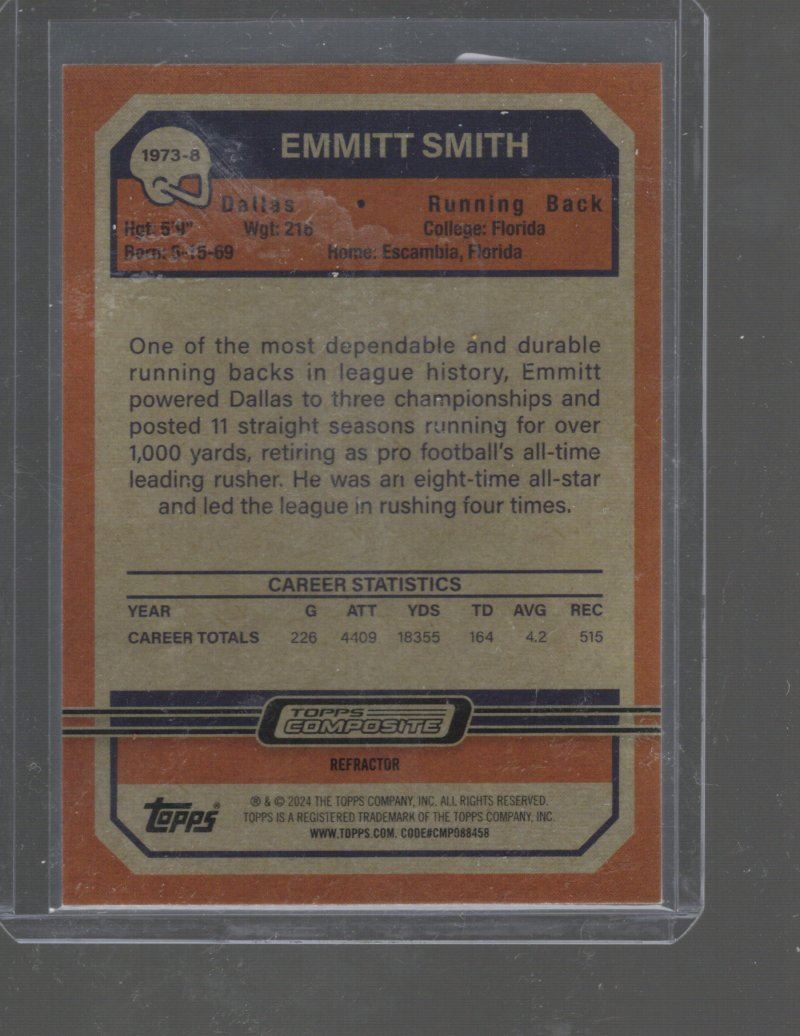 1973-8
EMMITT SMITH
Dallas • Running Back
Hgt: 5'9" Wgt: 216 College: Florida
Born: 5-15-69 Home: Escambia, Florida
One of the most dependable and durable
running backs in league history, Emmitt
powered Dallas to three championships and
posted 11 straight seasons running for over
1,000 yards, retiring as pro football's all-time
leading rusher. He was an eight-time all-star
and led the league in rushing four times.
CAREER STATISTICS
YEAR G ATT YDS TD AVG REC
CAREER TOTALS 226 4409 18355 164 4.2 515
TOPPS
COMPOSITE
REFRACTOR
topps®
® & © 2024 THE TOPPS COMPANY, INC. ALL RIGHTS RESERVED.
TOPPS IS A REGISTERED TRADEMARK OF THE TOPPS COMPANY, INC.
WWW.TOPPS.COM. CODE#CMP088458